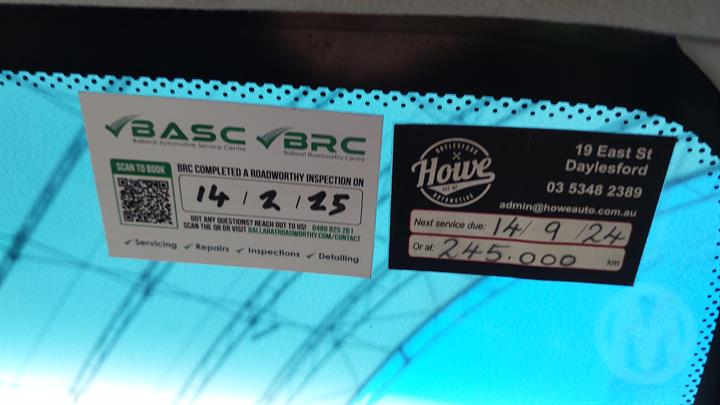 BASC
Ballarat Automotive Service Centre
BRC
Ballarat Roadworthy Centre
SCAN TO BOOK
BRC COMPLETED A ROADWORTHY INSPECTION ON
14 / 2 / 25
GOT ANY QUESTIONS? REACH OUT TO US! 0488 825 261
SCAN THE QR OR VISIT BALLARATROADWORTHY.COM/CONTACT
Servicing Repairs Inspections Detailing
DAYLESFORD
Howe
AUTOMOTIVE
19 East St
Daylesford
03 5348 2389
admin@howeauto.com.au
Next service due: 14/9/24
Or at: 245.000 km
M